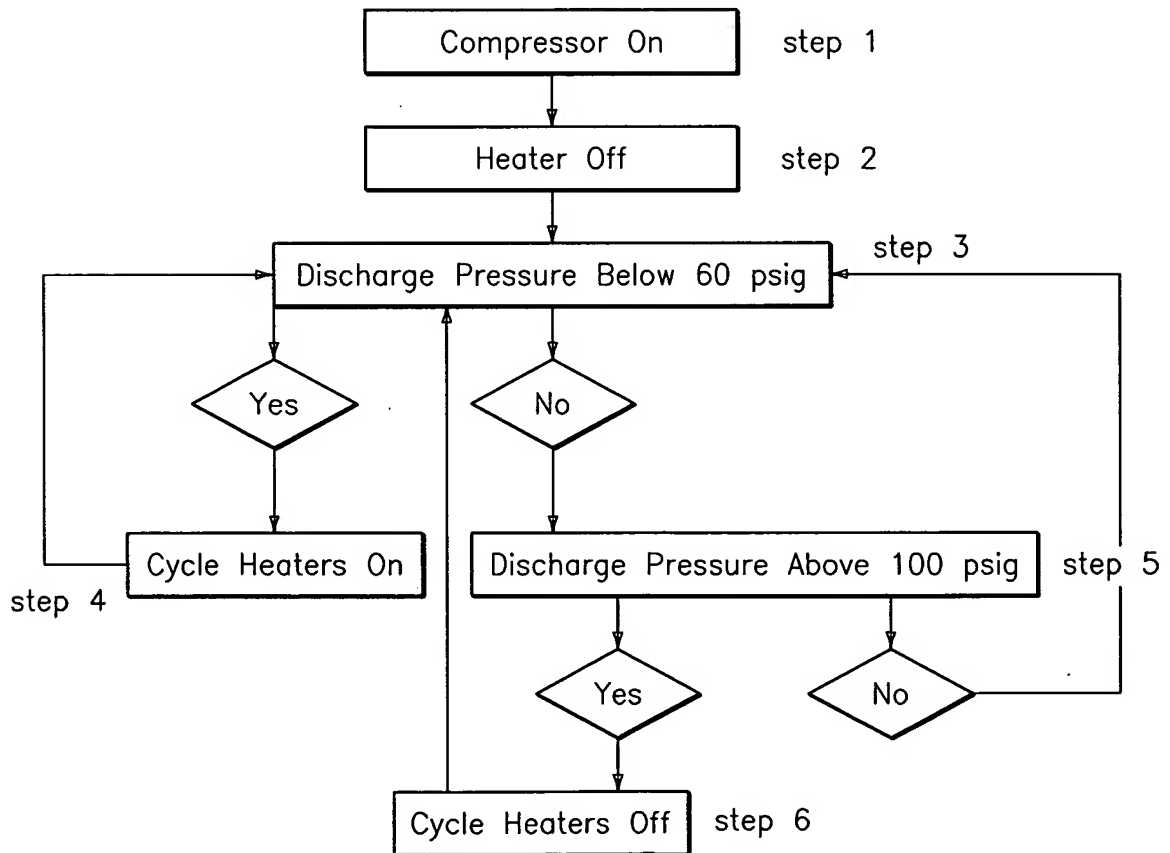 Compressor On
step 1
Heater Off
step 2
step 3
Discharge Pressure Below 60 psig
Yes
No
Cycle Heaters On
step 4
Discharge Pressure Above 100 psig
step 5
Yes
No
Cycle Heaters Off
step 6